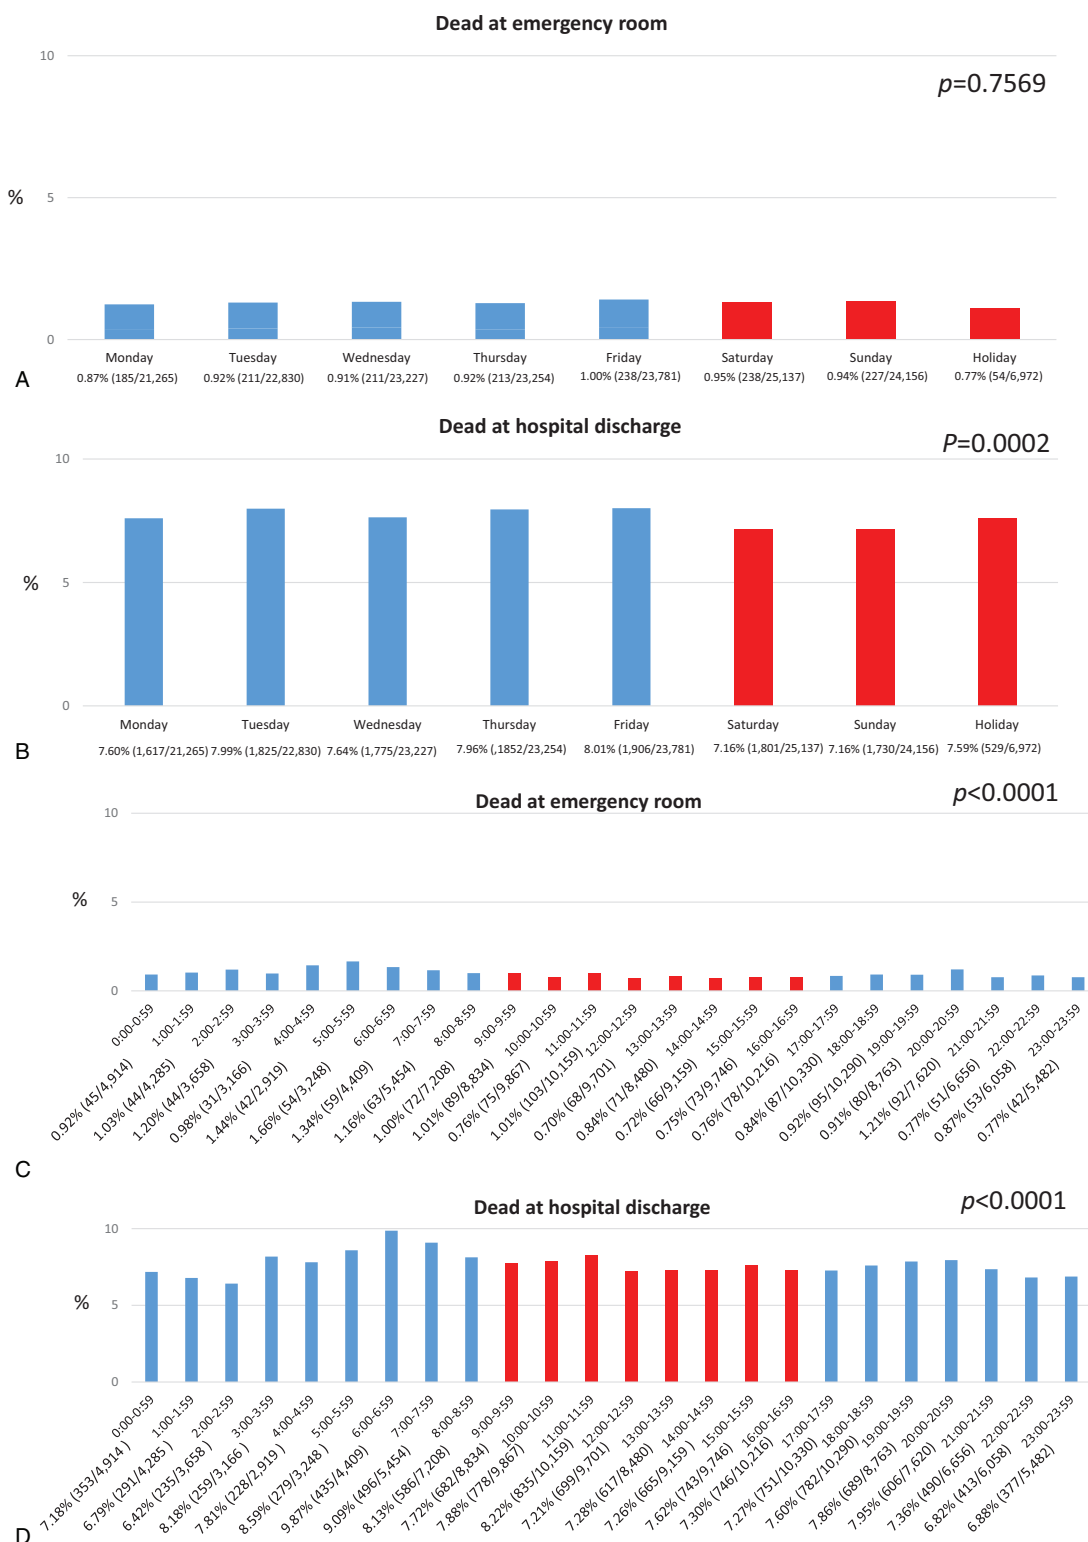 Dead at emergency room
p=0.7569
10
5
%
0
Monday Tuesday Wednesday Thursday Friday Saturday Sunday Holiday
0.87% (185/21,265) 0.92% (211/22,830) 0.91% (211/23,227) 0.92% (213/23,254) 1.00% (238/23,781) 0.95% (238/25,137) 0.94% (227/24,156) 0.77% (54/6,972)
A
Dead at hospital discharge
P=0.0002
10
%
5
0
Monday Tuesday Wednesday Thursday Friday Saturday Sunday Holiday
7.60% (1,617/21,265) 7.99% (1,825/22,830) 7.64% (1,775/23,227) 7.96% (,1852/23,254) 8.01% (1,906/23,781) 7.16% (1,801/25,137) 7.16% (1,730/24,156) 7.59% (529/6,972)
B
Dead at emergency room
p<0.0001
10
%
5
0
0:00-0:59 1:00-1:59 2:00-2:59 3:00-3:59 4:00-4:59 5:00-5:59 6:00-6:59 7:00-7:59 8:00-8:59 9:00-9:59 10:00-10:59 11:00-11:59 12:00-12:59 13:00-13:59 14:00-14:59 15:00-15:59 16:00-16:59 17:00-17:59 18:00-18:59 19:00-19:59 20:00-20:59 21:00-21:59 22:00-22:59 23:00-23:59
0.92% (45/4,914) 1.03% (44/4,285) 1.20% (44/3,658) 0.98% (31/3,166) 1.44% (42/2,919) 1.66% (54/3,248) 1.34% (59/4,409) 1.16% (63/5,454) 1.00% (72/7,208) 1.01% (89/8,834) 0.76% (75/9,867) 1.01% (103/10,159) 0.70% (68/9,701) 0.84% (71/8,480) 0.72% (66/9,159) 0.75% (73/9,746) 0.76% (78/10,216) 0.84% (87/10,330) 0.92% (95/10,290) 0.91% (80/8,763) 1.21% (92/7,620) 0.77% (51/6,656) 0.87% (53/6,058) 0.77% (42/5,482)
C
Dead at hospital discharge
p<0.0001
10
5
%
0
0:00-0:59 1:00-1:59 2:00-2:59 3:00-3:59 4:00-4:59 5:00-5:59 6:00-6:59 7:00-7:59 8:00-8:59 9:00-9:59 10:00-10:59 11:00-11:59 12:00-12:59 13:00-13:59 14:00-14:59 15:00-15:59 16:00-16:59 17:00-17:59 18:00-18:59 19:00-19:59 20:00-20:59 21:00-21:59 22:00-22:59 23:00-23:59
7.18% (353/4,914 ) 6.79% (291/4,285 ) 6.42% (235/3,658 ) 8.18% (259/3,166 ) 7.81% (228/2,919 ) 8.59% (279/3,248 ) 9.87% (435/4,409) 9.09% (496/5,454) 8.13% (586/7,208) 7.72% (682/8,834) 7.88% (778/9,867) 8.22% (835/10,159) 7.21% (699/9,701) 7.28% (617/8,480) 7.26% (665/9,159 ) 7.62% (743/9,746) 7.30% (746/10,216) 7.27% (751/10,330) 7.60% (782/10,290) 7.86% (689/8,763) 7.95% (606/7,620) 7.36% (490/6,656) 6.82% (413/6,058) 6.88% (377/5,482)
D